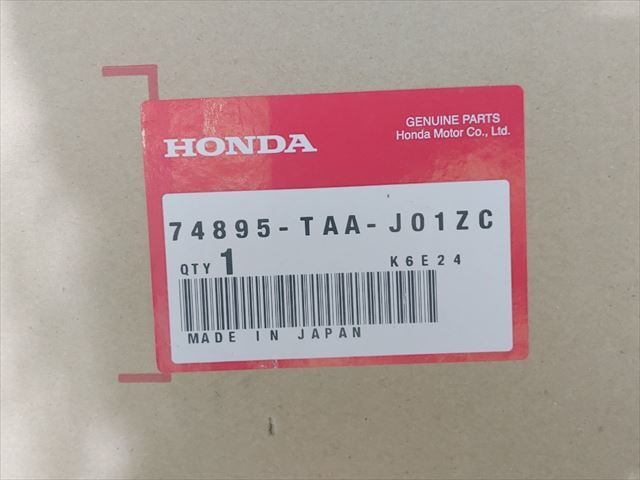 GENUINE PARTS
HONDA
Honda Motor Co., Ltd.
74895-TAA-J01ZC
QTY 1
K6E24
MADE IN JAPAN